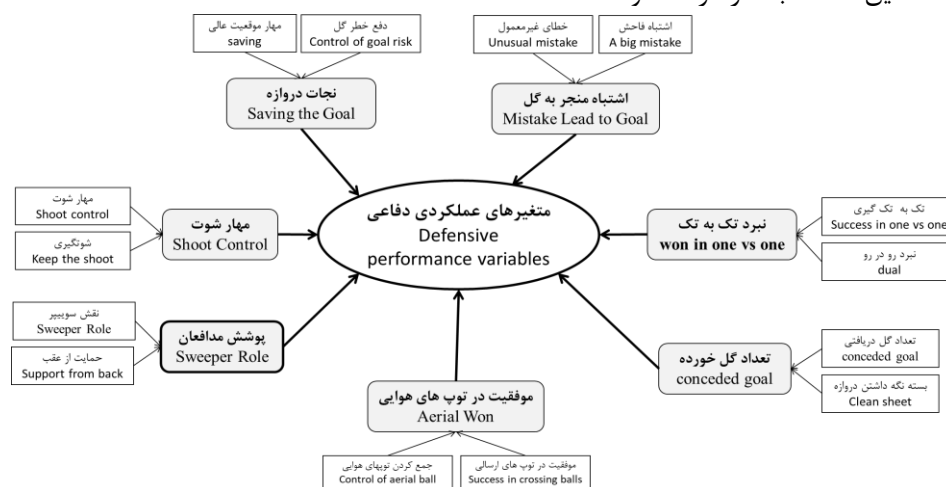 مهار موقعیت عالی
saving
دفع خطر گل
Control of goal risk
خطای غیرمعمول
Unusual mistake
اشتباه فاحش
A big mistake
نجات دروازه
Saving the Goal
اشتباه منجر به گل
Mistake Lead to Goal
مهار شوت
Shoot control
شوتگیری
Keep the shoot
مهار شوت
Shoot Control
متغیرهای عملکردی دفاعی
Defensive
performance variables
نبرد تک به تک
won in one vs one
تک به تک گیری
Success in one vs one
نبرد رو در رو
dual
نقش سوییپر
Sweeper Role
حمایت از عقب
Support from back
پوشش مدافعان
Sweeper Role
موفقیت در توپ های هوایی
Aerial Won
تعداد گل خورده
conceded goal
تعداد گل دریافتی
conceded goal
بسته نگه داشتن دروازه
Clean sheet
جمع کردن توپهای هوایی
Control of aerial ball
موفقیت در توپ های ارسالی
Success in crossing balls